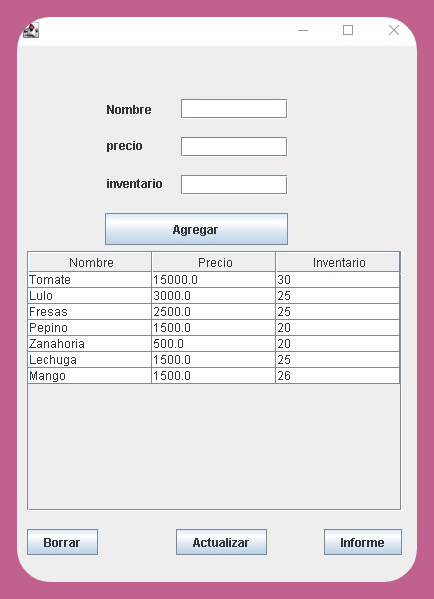 Nombre
precio
inventario
Agregar
Nombre Precio Inventario
Tomate 15000.0 30
Lulo 3000.0 25
Fresas 2500.0 25
Pepino 1500.0 20
Zanahoria 500.0 20
Lechuga 1500.0 25
Mango 1500.0 26
Borrar Actualizar Informe